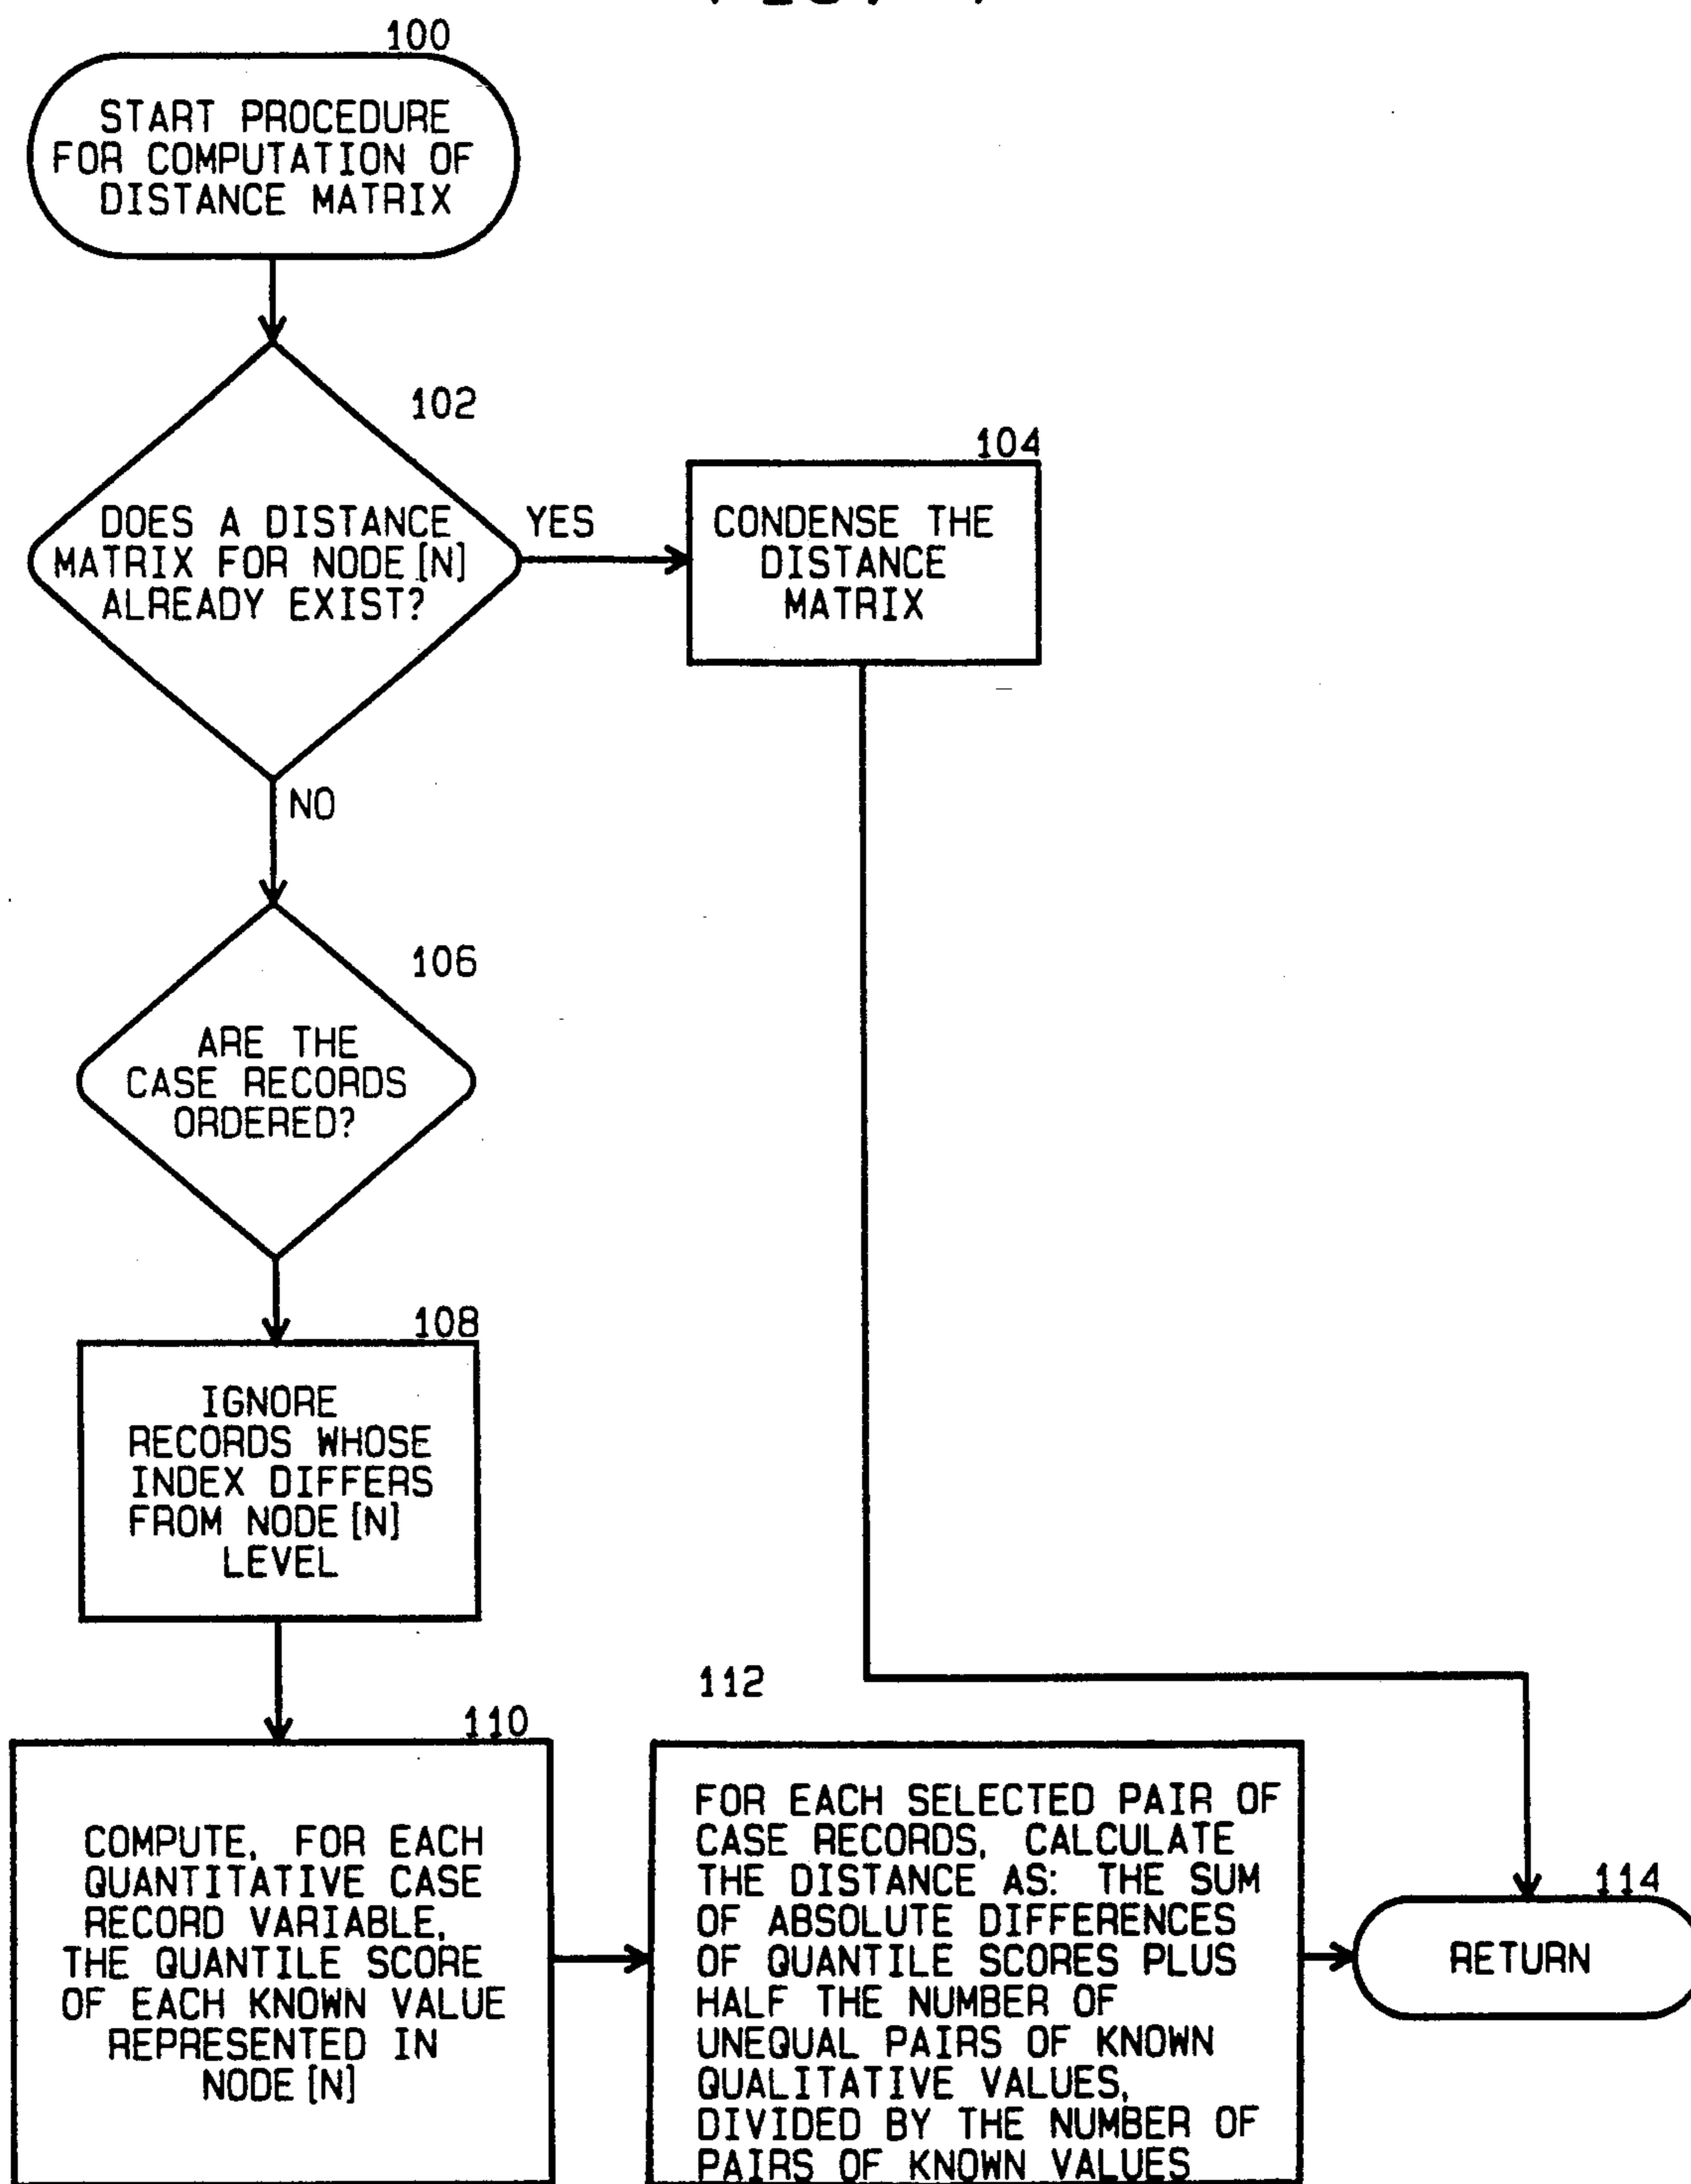 100
START PROCEDURE
FOR COMPUTATION OF
DISTANCE MATRIX
102
DOES A DISTANCE
MATRIX FOR NODE [N]
ALREADY EXIST?
YES
104
CONDENSE THE
DISTANCE
MATRIX
NO
106
ARE THE
CASE RECORDS
ORDERED?
108
IGNORE
RECORDS WHOSE
INDEX DIFFERS
FROM NODE [N]
LEVEL
110
COMPUTE, FOR EACH
QUANTITATIVE CASE
RECORD VARIABLE,
THE QUANTILE SCORE
OF EACH KNOWN VALUE
REPRESENTED IN
NODE [N]
112
FOR EACH SELECTED PAIR OF
CASE RECORDS, CALCULATE
THE DISTANCE AS: THE SUM
OF ABSOLUTE DIFFERENCES
OF QUANTILE SCORES PLUS
HALF THE NUMBER OF
UNEQUAL PAIRS OF KNOWN
QUALITATIVE VALUES,
DIVIDED BY THE NUMBER OF
PAIRS OF KNOWN VALUES
114
RETURN